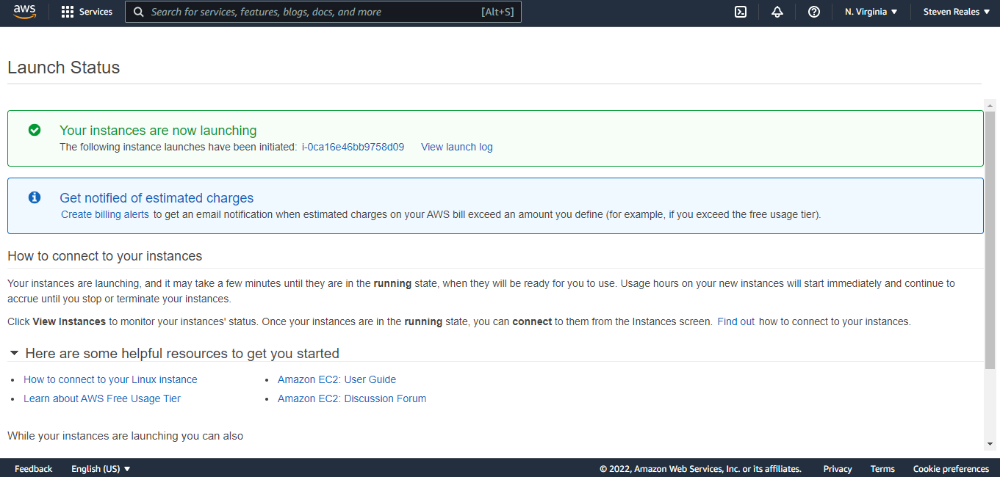 aws Services Search for services, features, blogs, docs, and more [Alt+S] N. Virginia Steven Reales
Launch Status
Your instances are now launching
The following instance launches have been initiated: i-0ca16e46bb9758d09 View launch log
Get notified of estimated charges
Create billing alerts to get an email notification when estimated charges on your AWS bill exceed an amount you define (for example, if you exceed the free usage tier).
How to connect to your instances
Your instances are launching, and it may take a few minutes until they are in the running state, when they will be ready for you to use. Usage hours on your new instances will start immediately and continue to
accrue until you stop or terminate your instances.
Click View Instances to monitor your instances' status. Once your instances are in the running state, you can connect to them from the Instances screen. Find out how to connect to your instances.
Here are some helpful resources to get you started
• How to connect to your Linux instance • Amazon EC2: User Guide
• Learn about AWS Free Usage Tier • Amazon EC2: Discussion Forum
While your instances are launching you can also
Feedback English (US) © 2022, Amazon Web Services, Inc. or its affiliates. Privacy Terms Cookie preferences